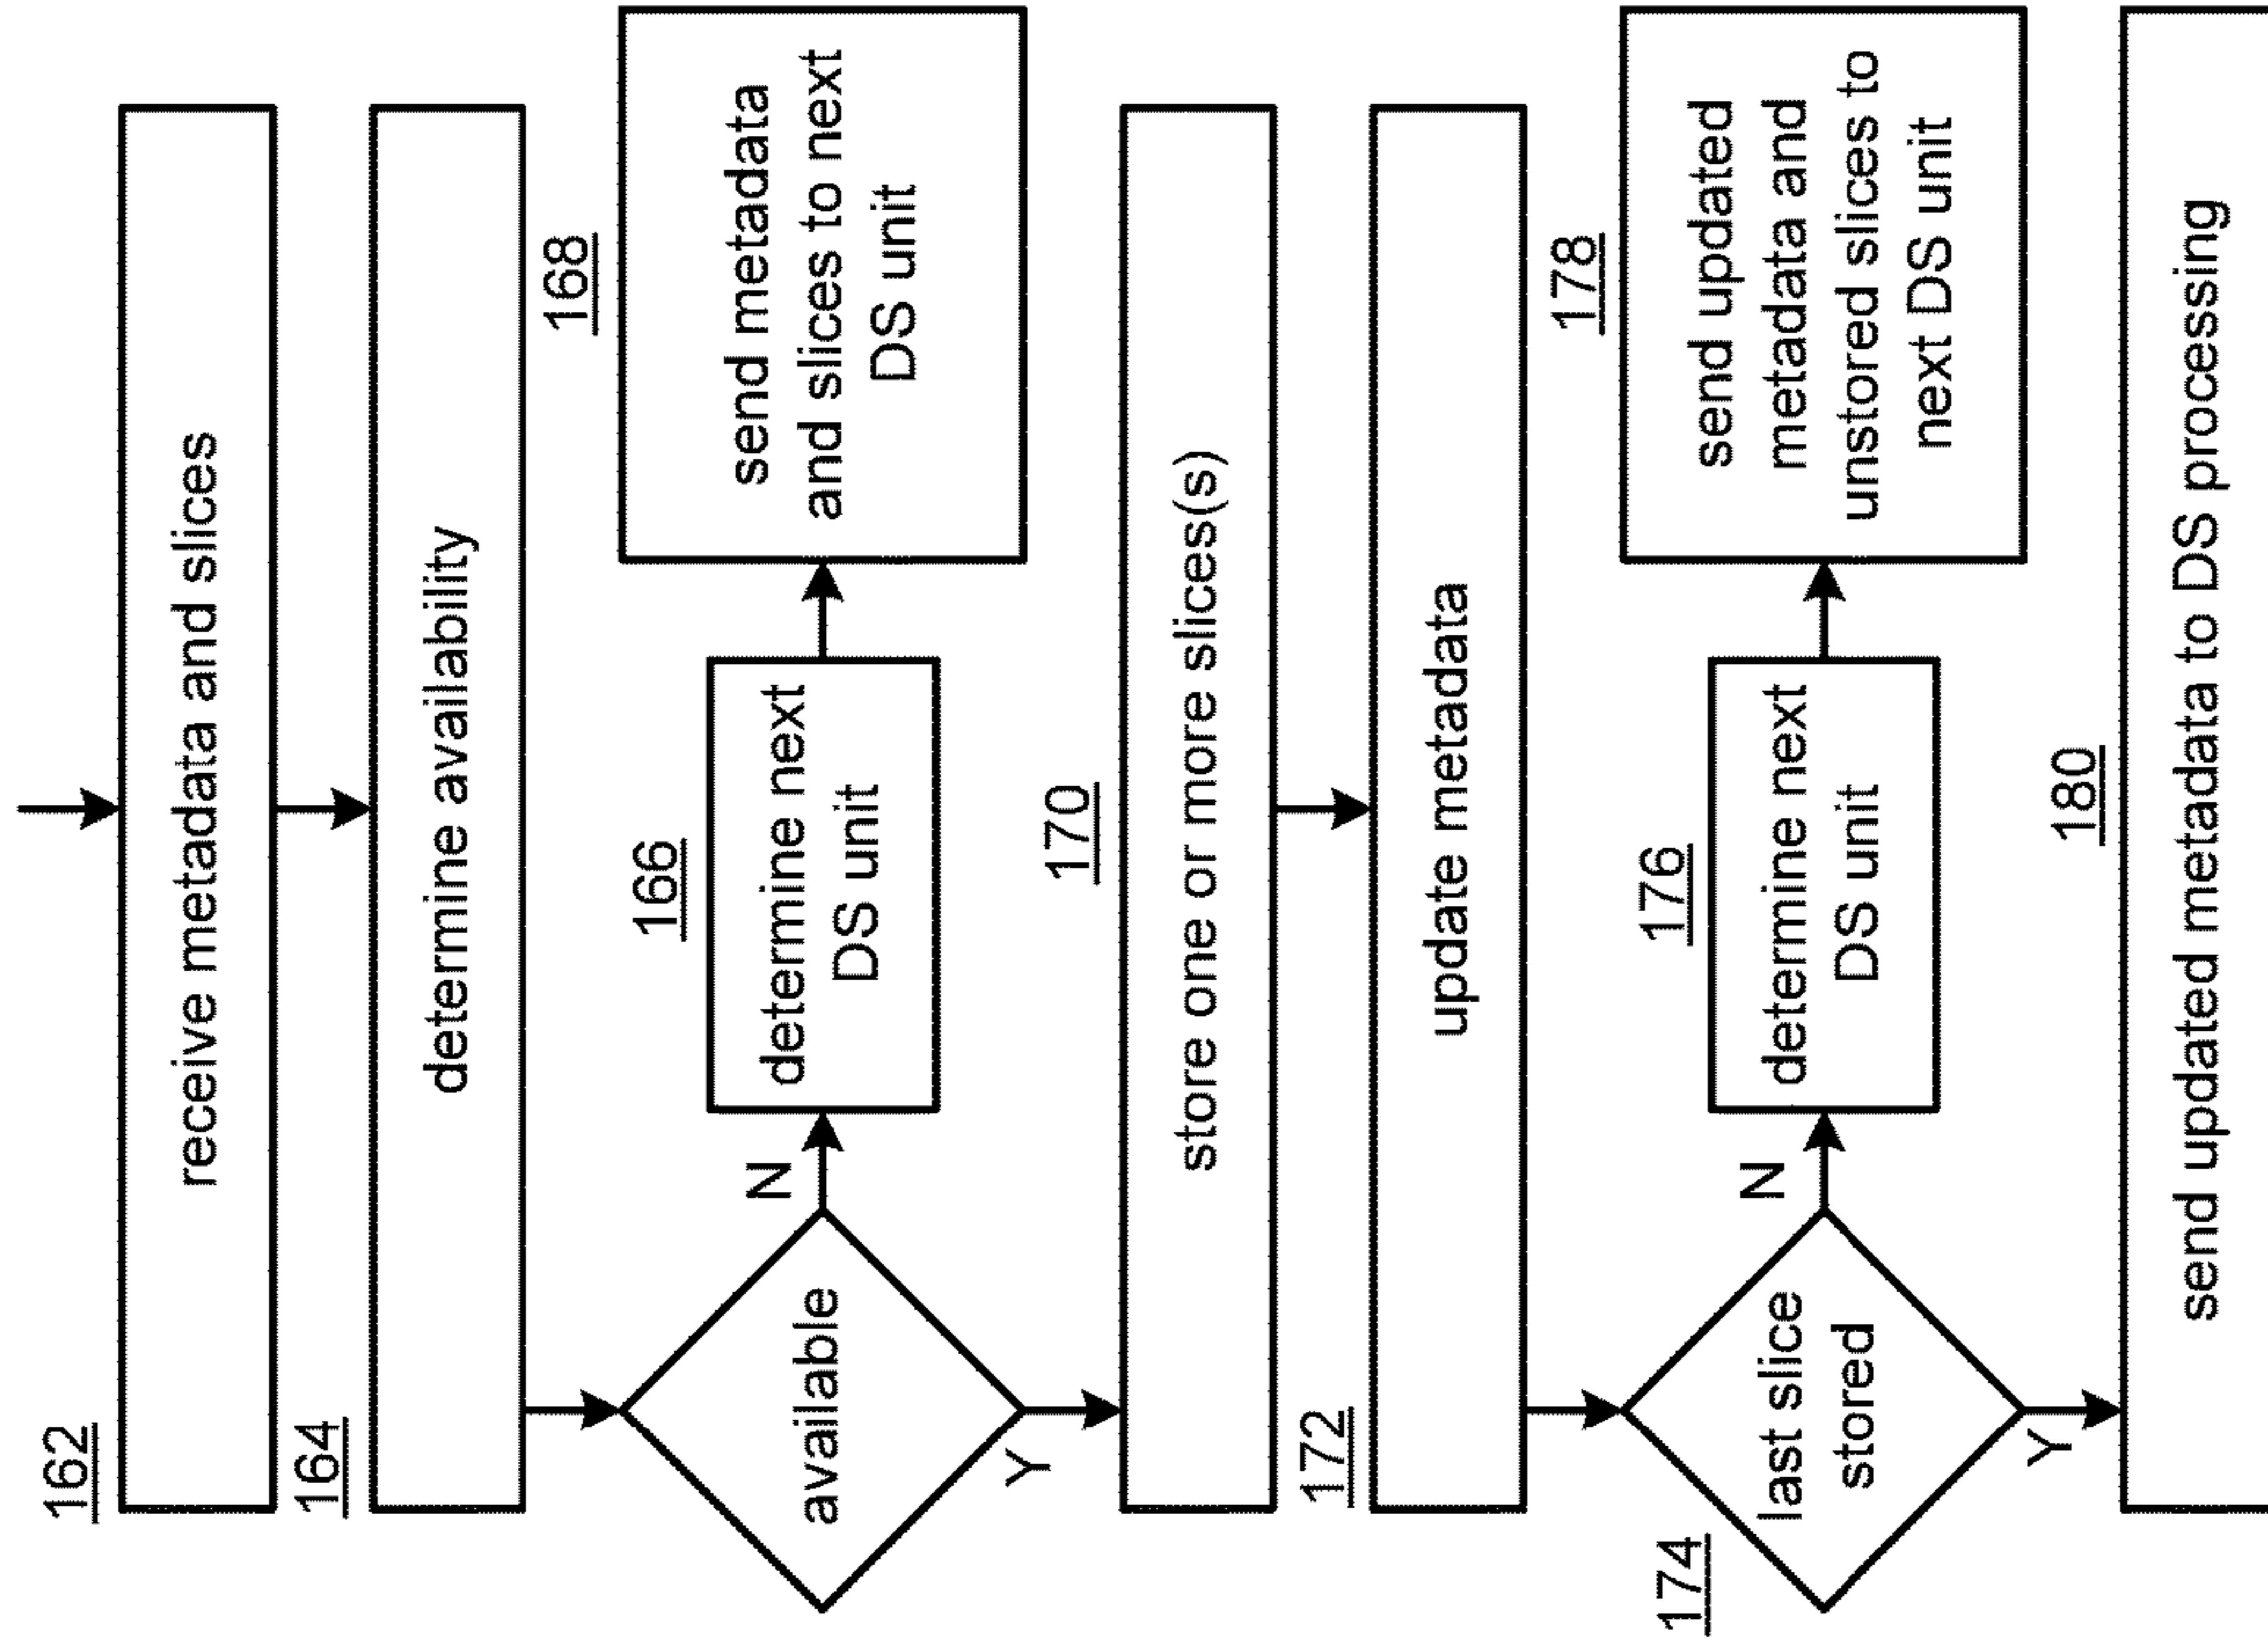 162
receive metadata and slices
164
determine availability
available
N
Y
166
determine next
DS unit
168
send metadata
and slices to next
DS unit
170
store one or more slices(s)
172
update metadata
174
last slice
stored
N
Y
176
determine next
DS unit
178
send updated
metadata and
unstored slices to
next DS unit
180
send updated metadata to DS processing